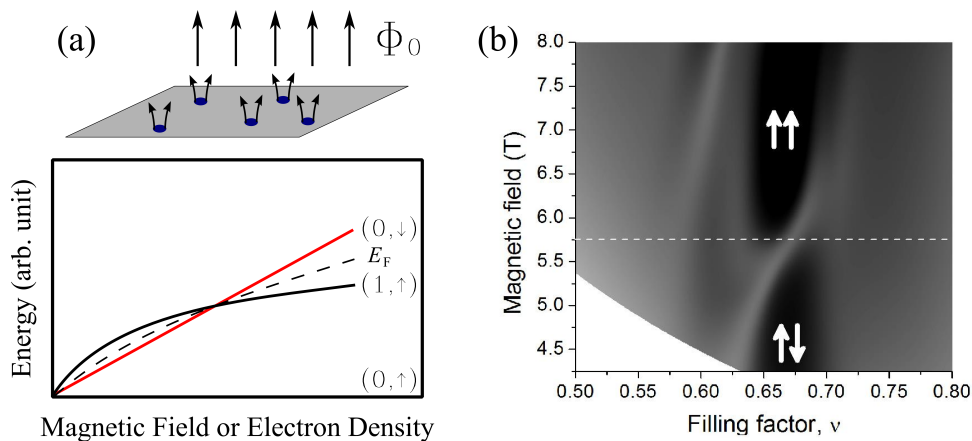 (a)
Φ₀
Energy (arb. unit)
(0,↓)
E_F
(1,↑)
(0,↑)
Magnetic Field or Electron Density
(b)
Magnetic field (T)
8.0
7.5
7.0
6.5
6.0
5.5
5.0
4.5
↑↑
↑↓
0.50 0.55 0.60 0.65 0.70 0.75 0.80
Filling factor, ν